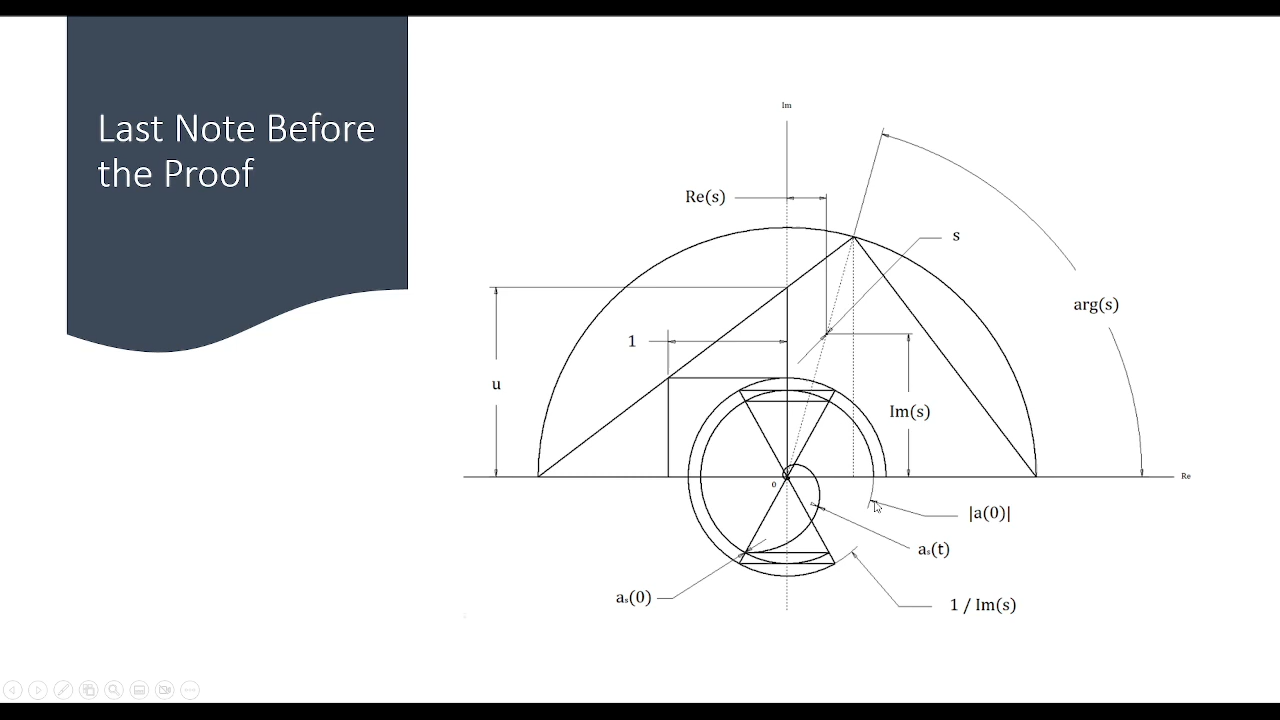 Last Note Before
the Proof
Im
Re(s)
s
arg(s)
1
u
Im(s)
0
Re
|a(0)|
aₛ(t)
aₛ(0)
1 / Im(s)